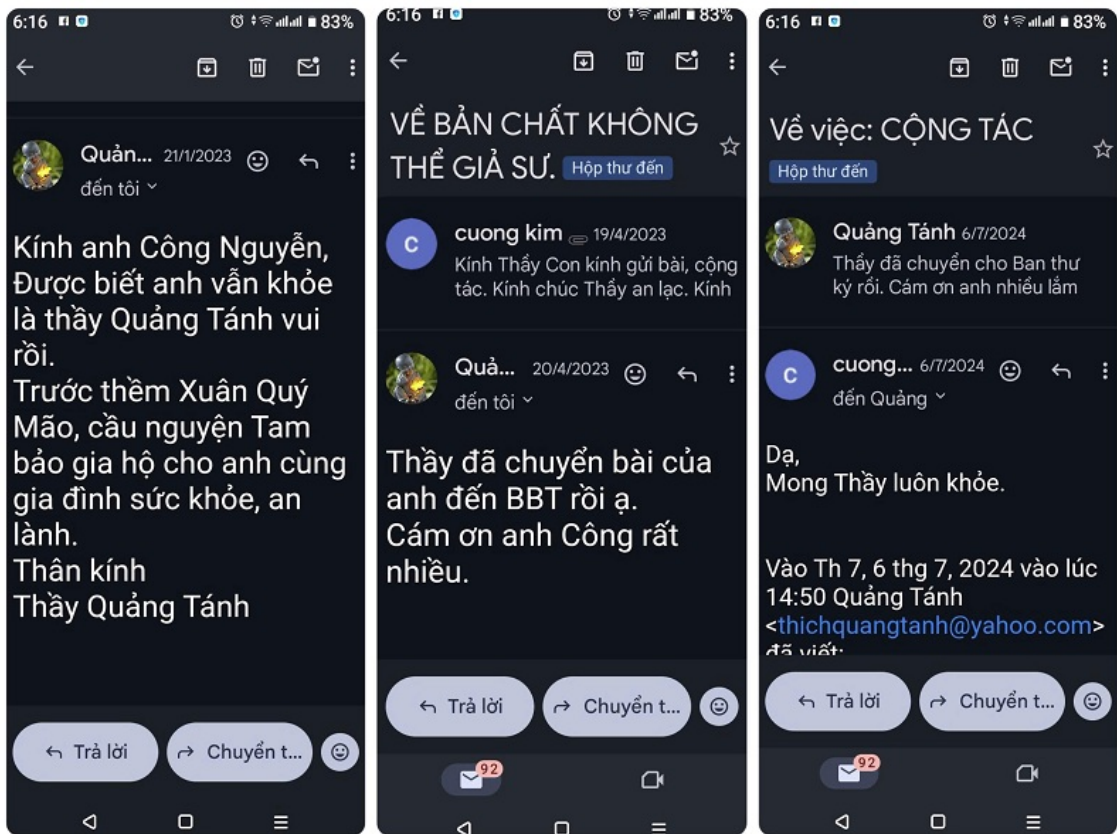 6:16 83%
Quản... 21/1/2023
đến tôi
Kính anh Công Nguyễn,
Được biết anh vẫn khỏe
là thầy Quảng Tánh vui
rồi.
Trước thềm Xuân Quý
Mão, cầu nguyện Tam
bảo gia hộ cho anh cùng
gia đình sức khỏe, an
lành.
Thân kính
Thầy Quảng Tánh
Trả lời
Chuyển t...
6:16 83%
VỀ BẢN CHẤT KHÔNG
THỂ GIẢ SƯ. Hộp thư đến
C
cuong kim 19/4/2023
Kính Thầy Con kính gửi bài, cộng
tác. Kính chúc Thầy an lạc. Kính
Quả... 20/4/2023
đến tôi
Thầy đã chuyển bài của
anh đến BBT rồi ạ.
Cám ơn anh Công rất
nhiều.
Trả lời
Chuyển t...
92
6:16 83%
Về việc: CỘNG TÁC
Hộp thư đến
Quảng Tánh 6/7/2024
Thầy đã chuyển cho Ban thư
ký rồi. Cám ơn anh nhiều lắm
C
cuong... 6/7/2024
đến Quảng
Dạ,
Mong Thầy luôn khỏe.
Vào Th 7, 6 thg 7, 2024 vào lúc
14:50 Quảng Tánh
<thichquangtanh@yahoo.com>
đã viết:
Trả lời
Chuyển t...
92